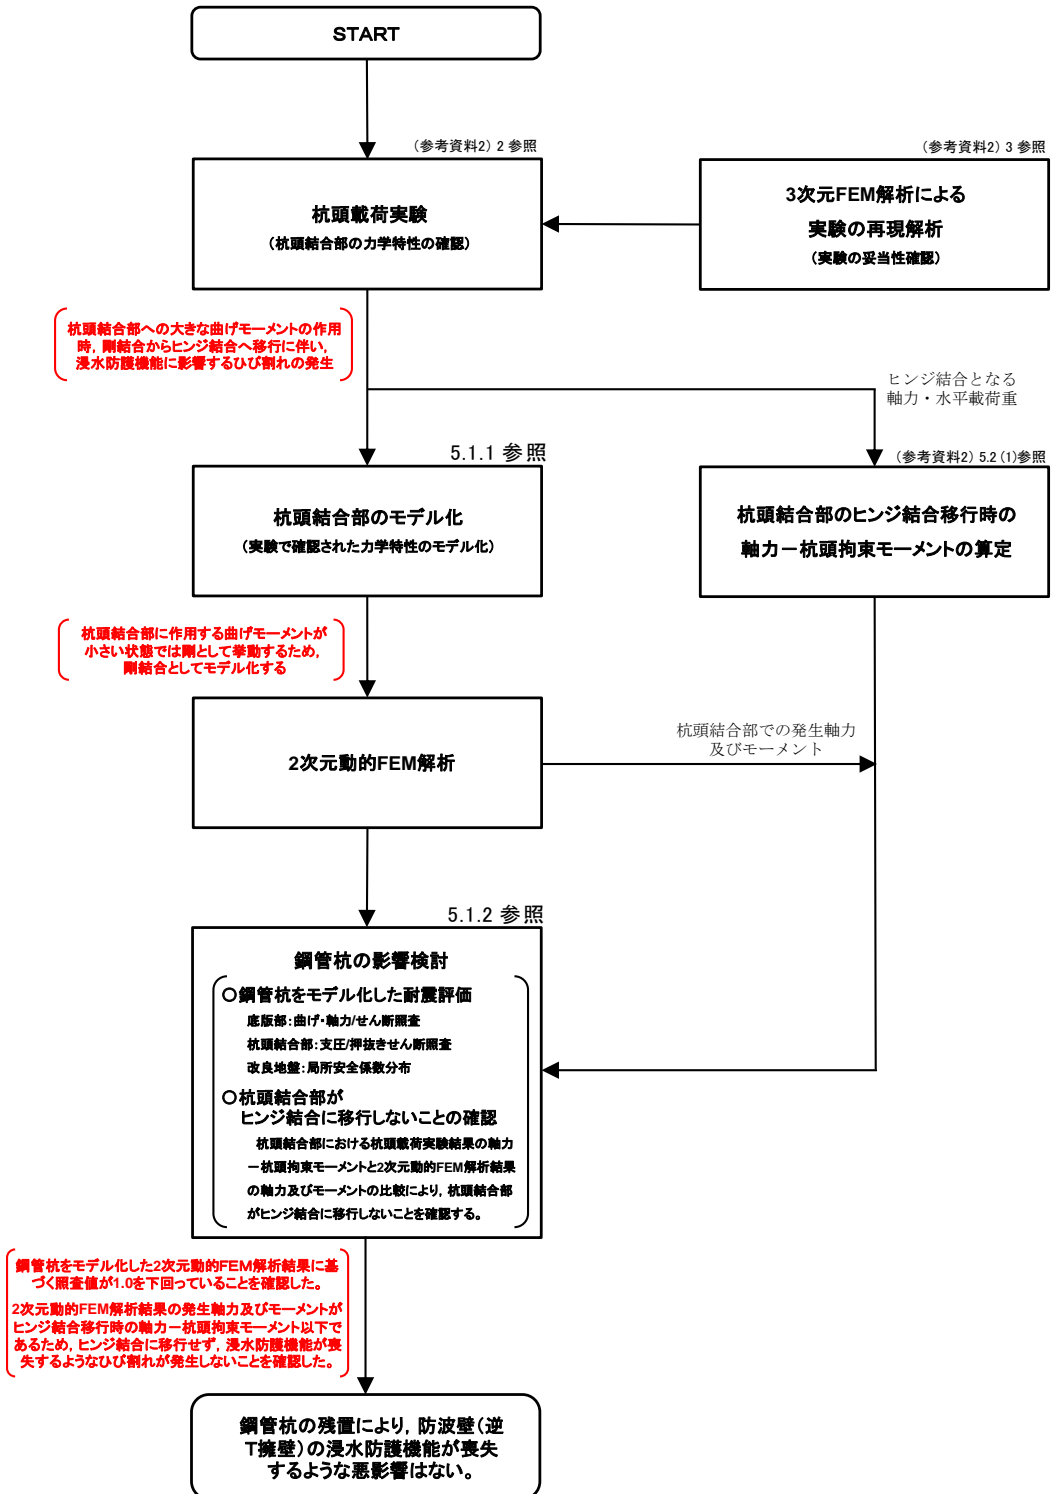 START
(参考資料2) 2 参照
杭頭載荷実験
(杭頭結合部の力学特性の確認)
(参考資料2) 3 参照
3次元FEM解析による
実験の再現解析
(実験の妥当性確認)
杭頭結合部への大きな曲げモーメントの作用
時，剛結合からヒンジ結合へ移行に伴い，
浸水防護機能に影響するひび割れの発生
ヒンジ結合となる
軸力・水平載荷重
5.1.1 参照
杭頭結合部のモデル化
(実験で確認された力学特性のモデル化)
(参考資料2) 5.2 (1)参照
杭頭結合部のヒンジ結合移行時の
軸力－杭頭拘束モーメントの算定
杭頭結合部に作用する曲げモーメントが
小さい状態では剛として挙動するため，
剛結合としてモデル化する
2次元動的FEM解析
杭頭結合部での発生軸力
及びモーメント
5.1.2 参照
鋼管杭の影響検討
○鋼管杭をモデル化した耐震評価
底版部：曲げ・軸力/せん断照査
杭頭結合部：支圧/押抜きせん断照査
改良地盤：局所安全係数分布
○杭頭結合部が
ヒンジ結合に移行しないことの確認
杭頭結合部における杭頭載荷実験結果の軸力
－杭頭拘束モーメントと2次元動的FEM解析結果
の軸力及びモーメントの比較により，杭頭結合部
がヒンジ結合に移行しないことを確認する。
鋼管杭をモデル化した2次元動的FEM解析結果に基
づく照査値が1.0を下回っていることを確認した。
2次元動的FEM解析結果の発生軸力及びモーメントが
ヒンジ結合移行時の軸力－杭頭拘束モーメント以下で
あるため，ヒンジ結合に移行せず，浸水防護機能が喪
失するようなひび割れが発生しないことを確認した。
鋼管杭の残置により，防波壁(逆
T擁壁)の浸水防護機能が喪失
するような悪影響はない。